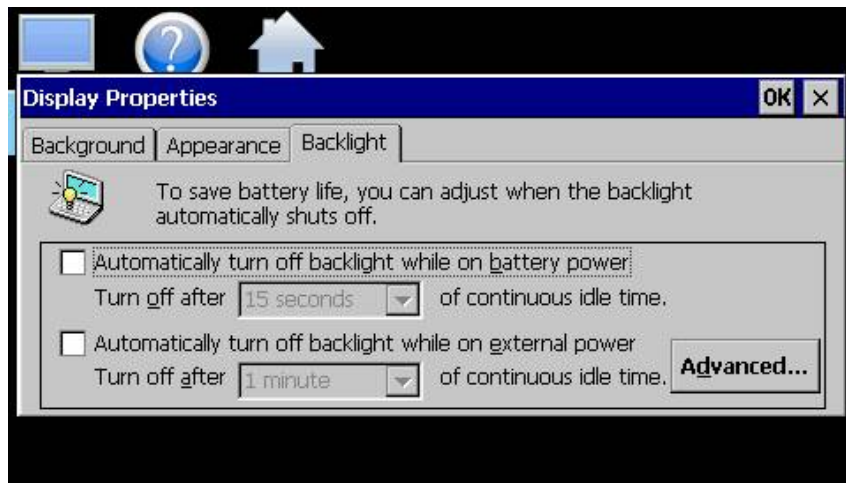 ?
Display Properties OK ×
Background Appearance Backlight
To save battery life, you can adjust when the backlight
automatically shuts off.
Automatically turn off backlight while on battery power
Turn off after 15 seconds of continuous idle time.
Automatically turn off backlight while on external power
Turn off after 1 minute of continuous idle time.
Advanced...